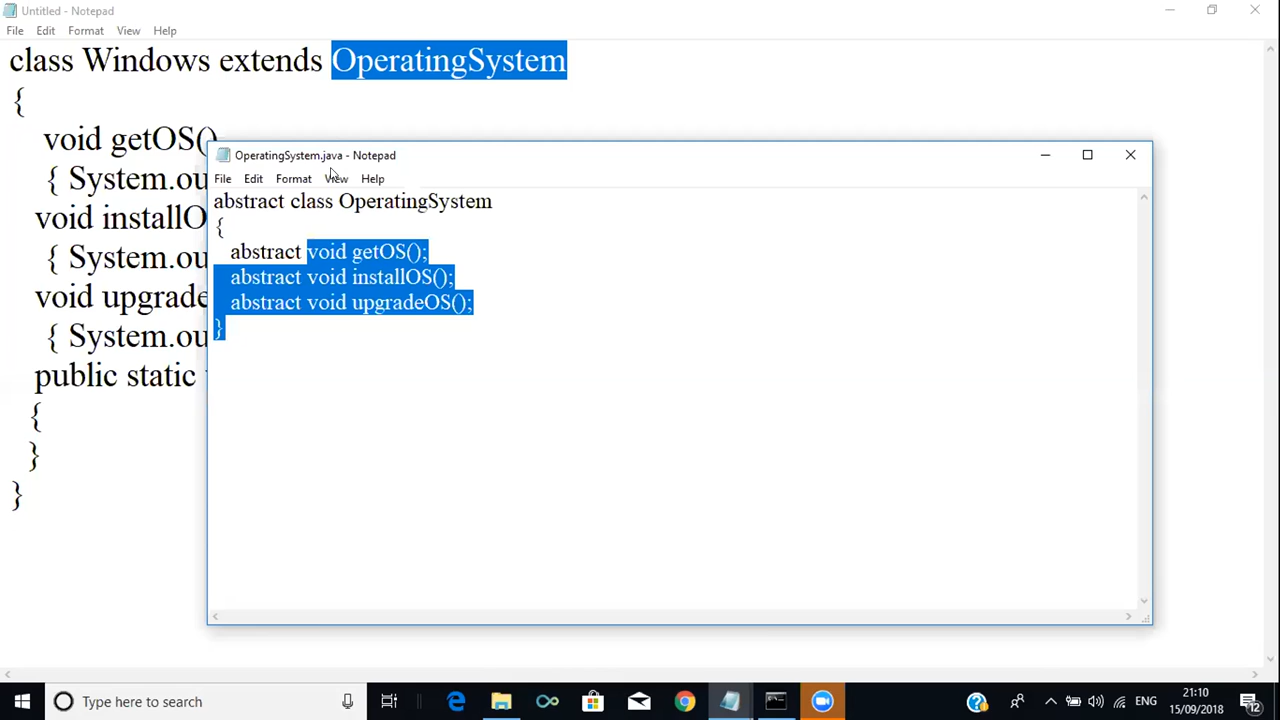 Untitled - Notepad
File Edit Format View Help
class Windows extends OperatingSystem
{
void getOS()
{ System.ou
void installO
{ System.ou
void upgrade
{ System.ou
public static
{
}
}
OperatingSystem.java - Notepad
File Edit Format View Help
abstract class OperatingSystem
{
abstract void getOS();
abstract void installOS();
abstract void upgradeOS();
}
Type here to search
ENG
21:10
15/09/2018
12